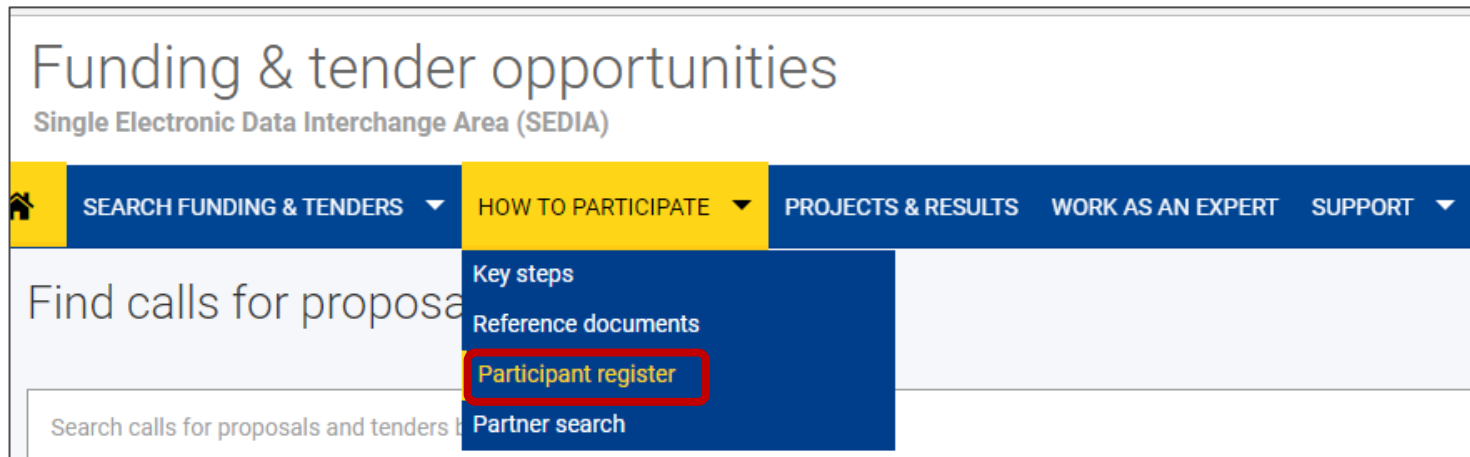 Funding & tender opportunities
Single Electronic Data Interchange Area (SEDIA)
SEARCH FUNDING & TENDERS HOW TO PARTICIPATE PROJECTS & RESULTS WORK AS AN EXPERT SUPPORT
Key steps
Find calls for proposa
Reference documents
Participant register
Search calls for proposals and tenders
Partner search